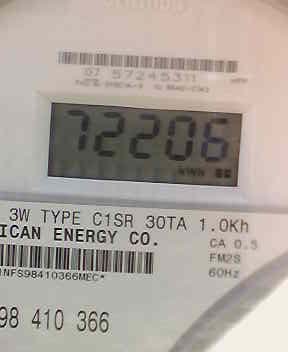 07 57245311
72206
KWH
3W TYPE C1SR 30TA 1.0Kh
ICAN ENERGY CO.
CA 0.5
FM2S
60Hz
1NFS98410366MEC*
98 410 366